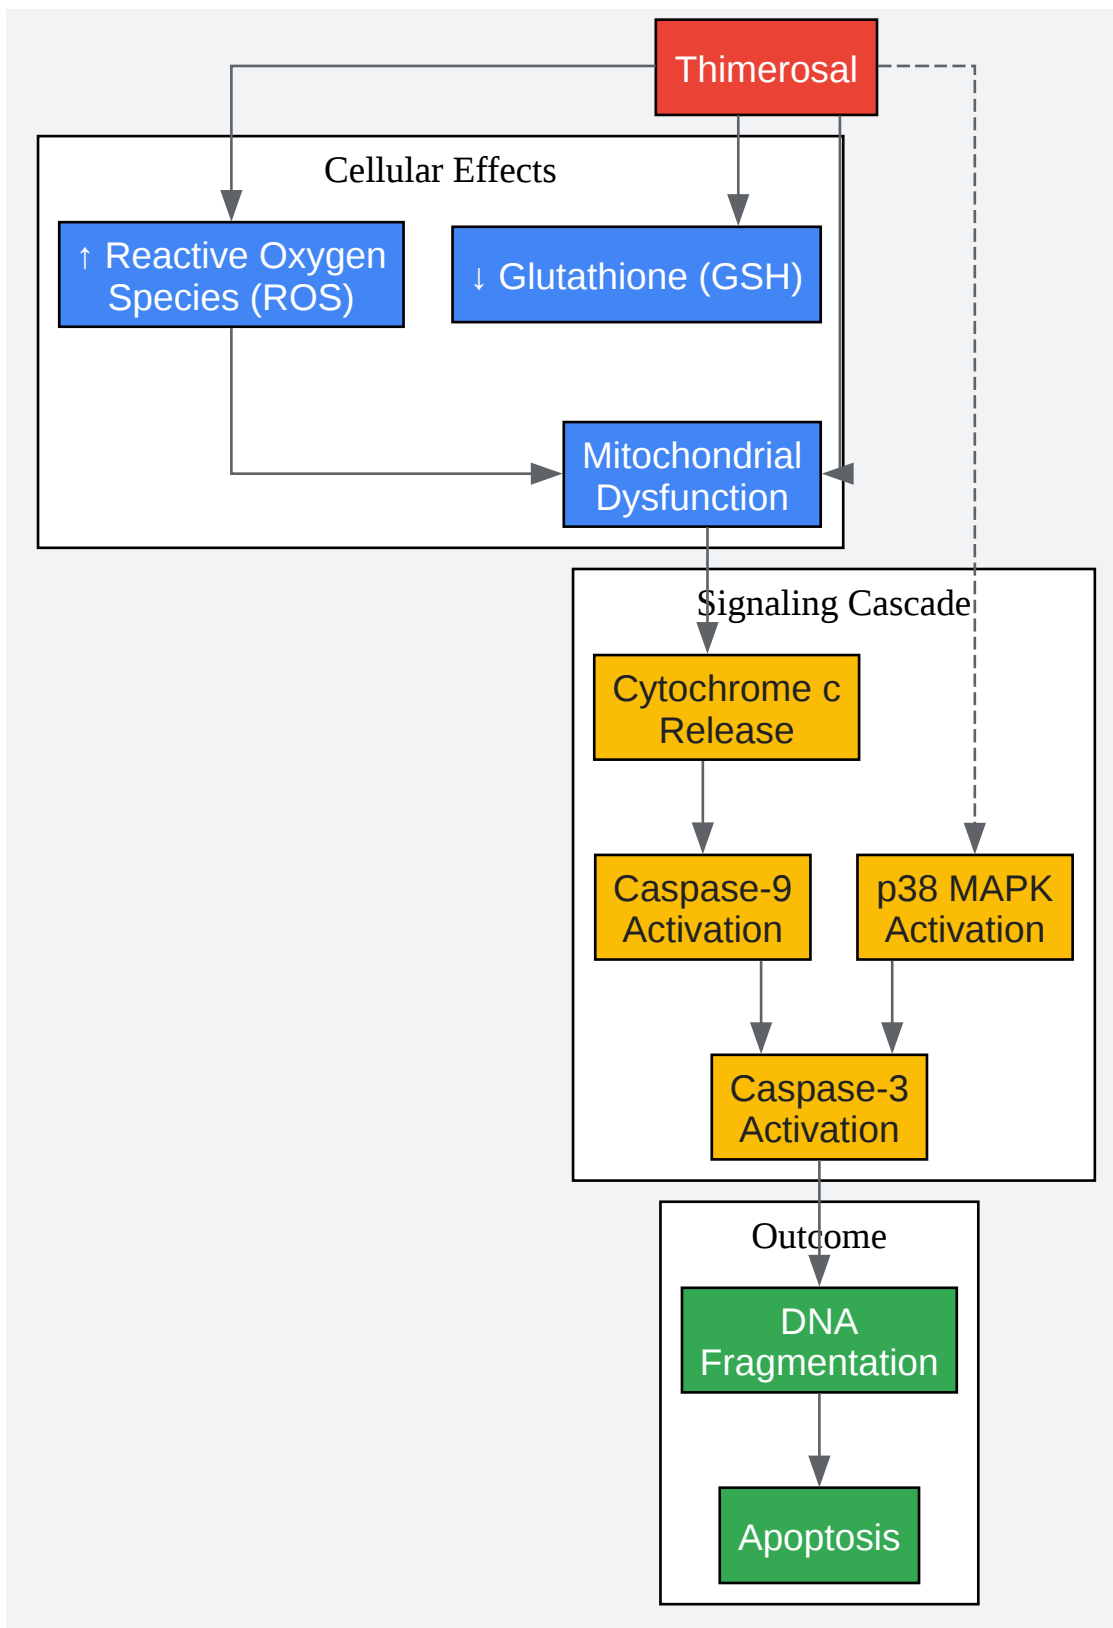 Thimerosal
Cellular Effects
↑ Reactive Oxygen
Species (ROS)
↓ Glutathione (GSH)
Mitochondrial
Dysfunction
Signaling Cascade
Cytochrome c
Release
Caspase-9
Activation
p38 MAPK
Activation
Caspase-3
Activation
Outcome
DNA
Fragmentation
Apoptosis